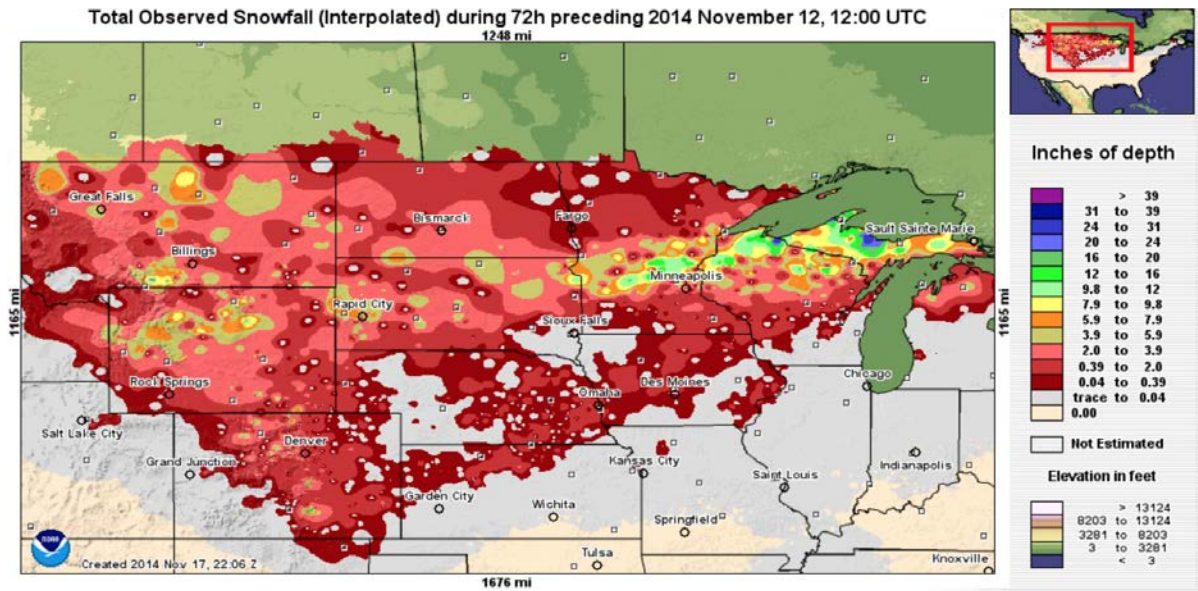 Total Observed Snowfall (Interpolated) during 72h preceding 2014 November 12, 12:00 UTC
1248 mi
1165 mi
Great Falls
Bismarck
Fargo
Sault Sainte Marie
Billings
Minneapolis
Rapid City
Sioux Falls
1165 mi
Rock Springs
Omaha
Des Moines
Chicago
Salt Lake City
Denver
Grand Junction
Kansas City
Saint Louis
Indianapolis
Garden City
Wichita
Springfield
Tulsa
Knoxville
NOAA
Created 2014 Nov 17, 22:06 Z
1676 mi
Inches of depth
> 39
31 to 39
24 to 31
20 to 24
16 to 20
12 to 16
9.8 to 12
7.9 to 9.8
5.9 to 7.9
3.9 to 5.9
2.0 to 3.9
0.39 to 2.0
0.04 to 0.39
trace to 0.04
0.00
Not Estimated
Elevation in feet
> 13124
8203 to 13124
3281 to 8203
3 to 3281
< 3